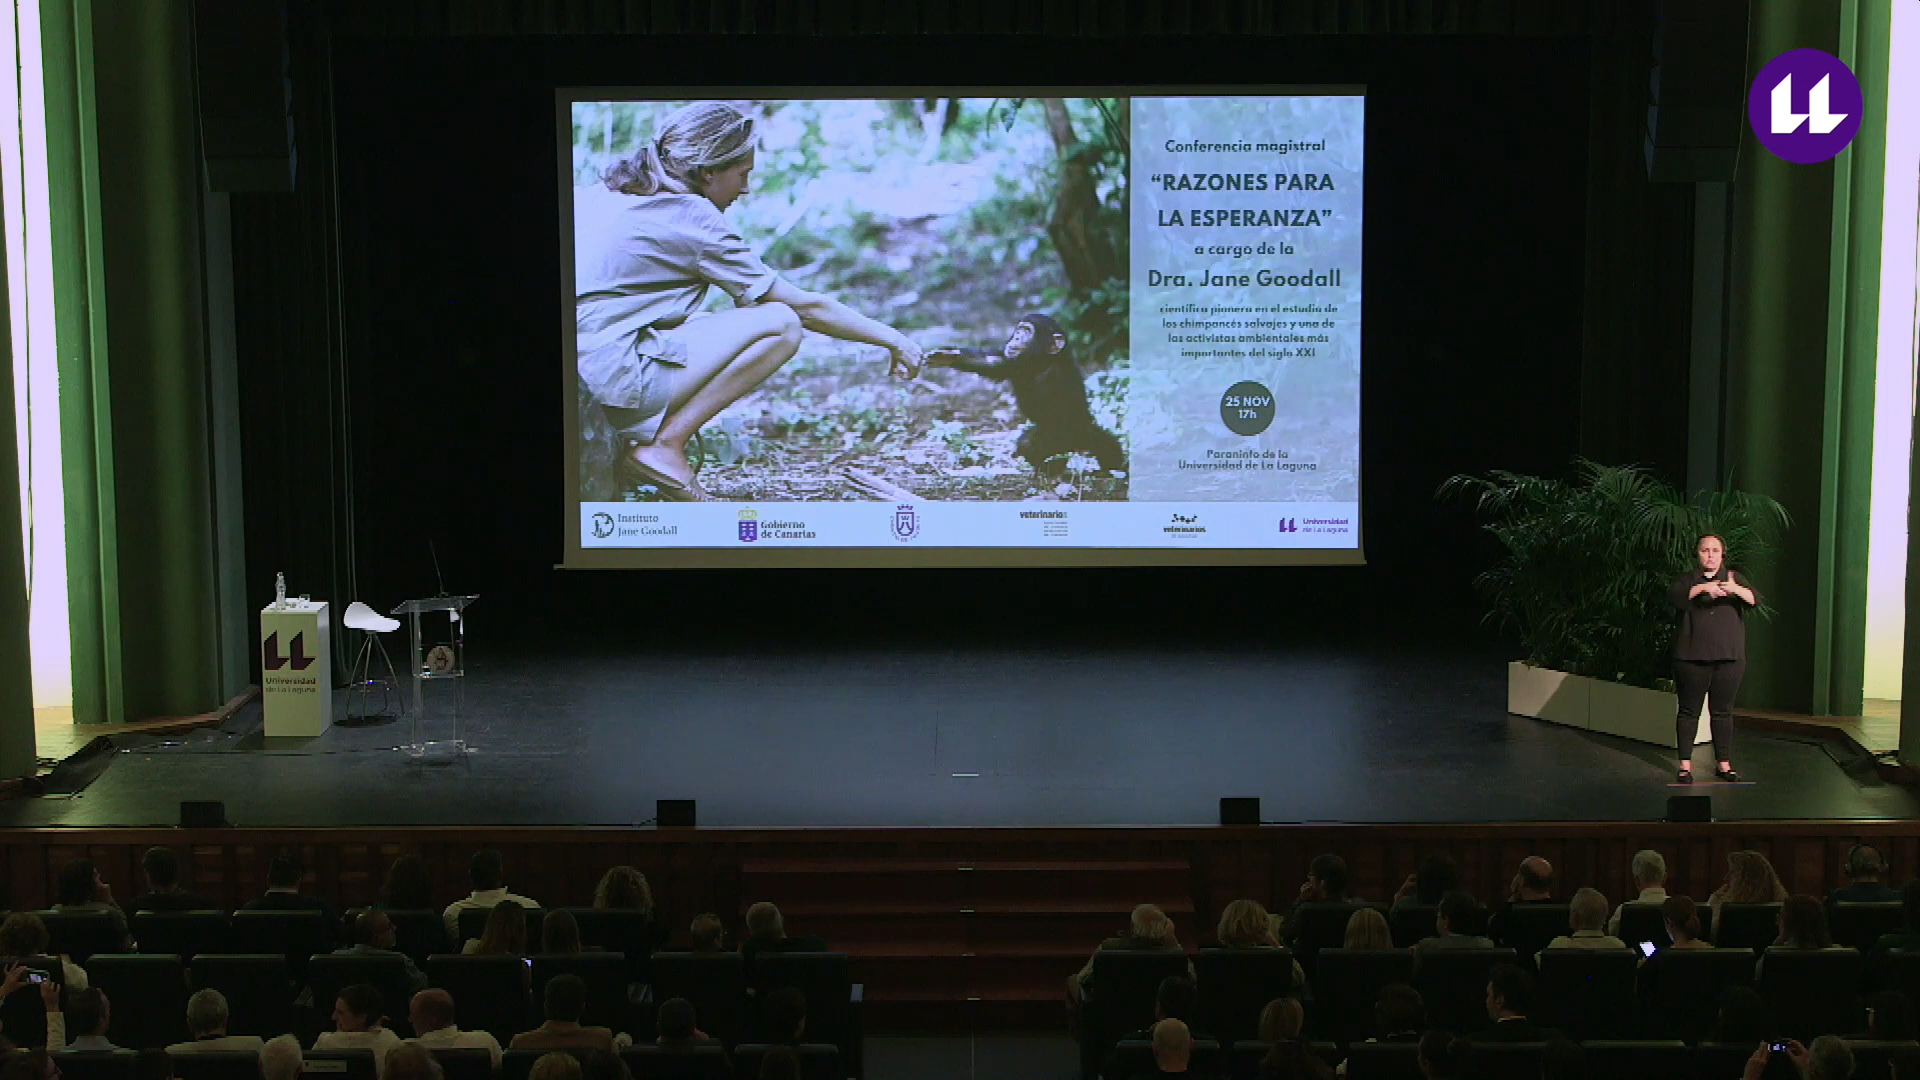 Conferencia magistral
“RAZONES PARA
LA ESPERANZA”
a cargo de la
Dra. Jane Goodall
científica pionera en el estudio de
los chimpancés salvajes y una de
las activistas ambientales más
importantes del siglo XXI
25 NOV
17h
Paraninfo de la
Universidad de La Laguna
Instituto
Jane Goodall
Gobierno
de Canarias
veterinarios
veterinarios
Universidad
de La Laguna
Universidad
de La Laguna